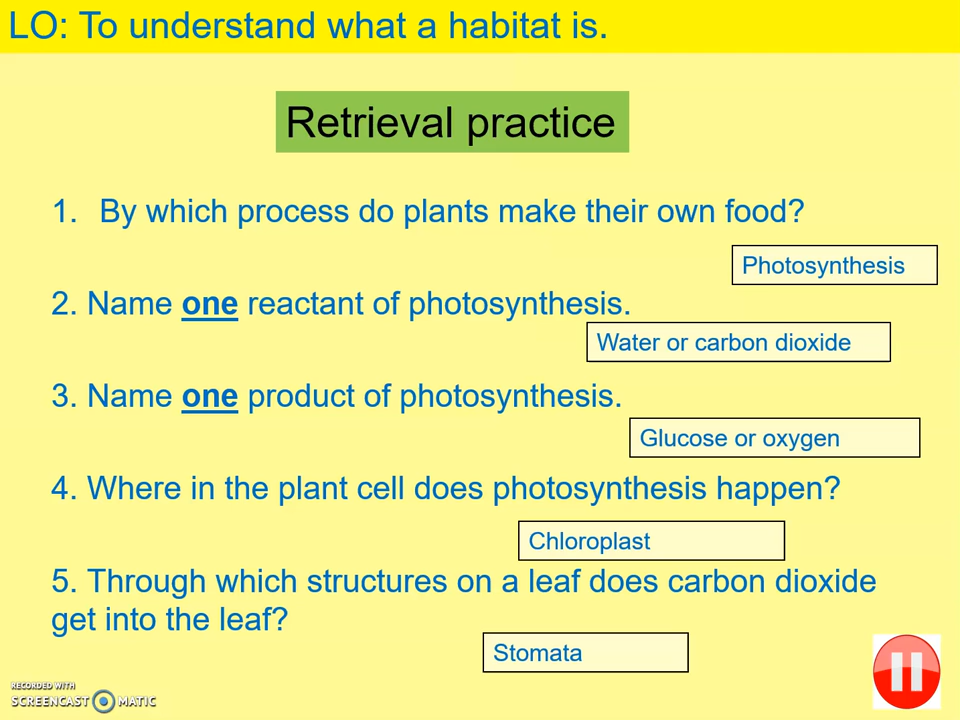 LO: To understand what a habitat is.
Retrieval practice
1. By which process do plants make their own food?
Photosynthesis
2. Name one reactant of photosynthesis.
Water or carbon dioxide
3. Name one product of photosynthesis.
Glucose or oxygen
4. Where in the plant cell does photosynthesis happen?
Chloroplast
5. Through which structures on a leaf does carbon dioxide
get into the leaf?
Stomata
RECORDED WITH
SCREENCAST MATIC